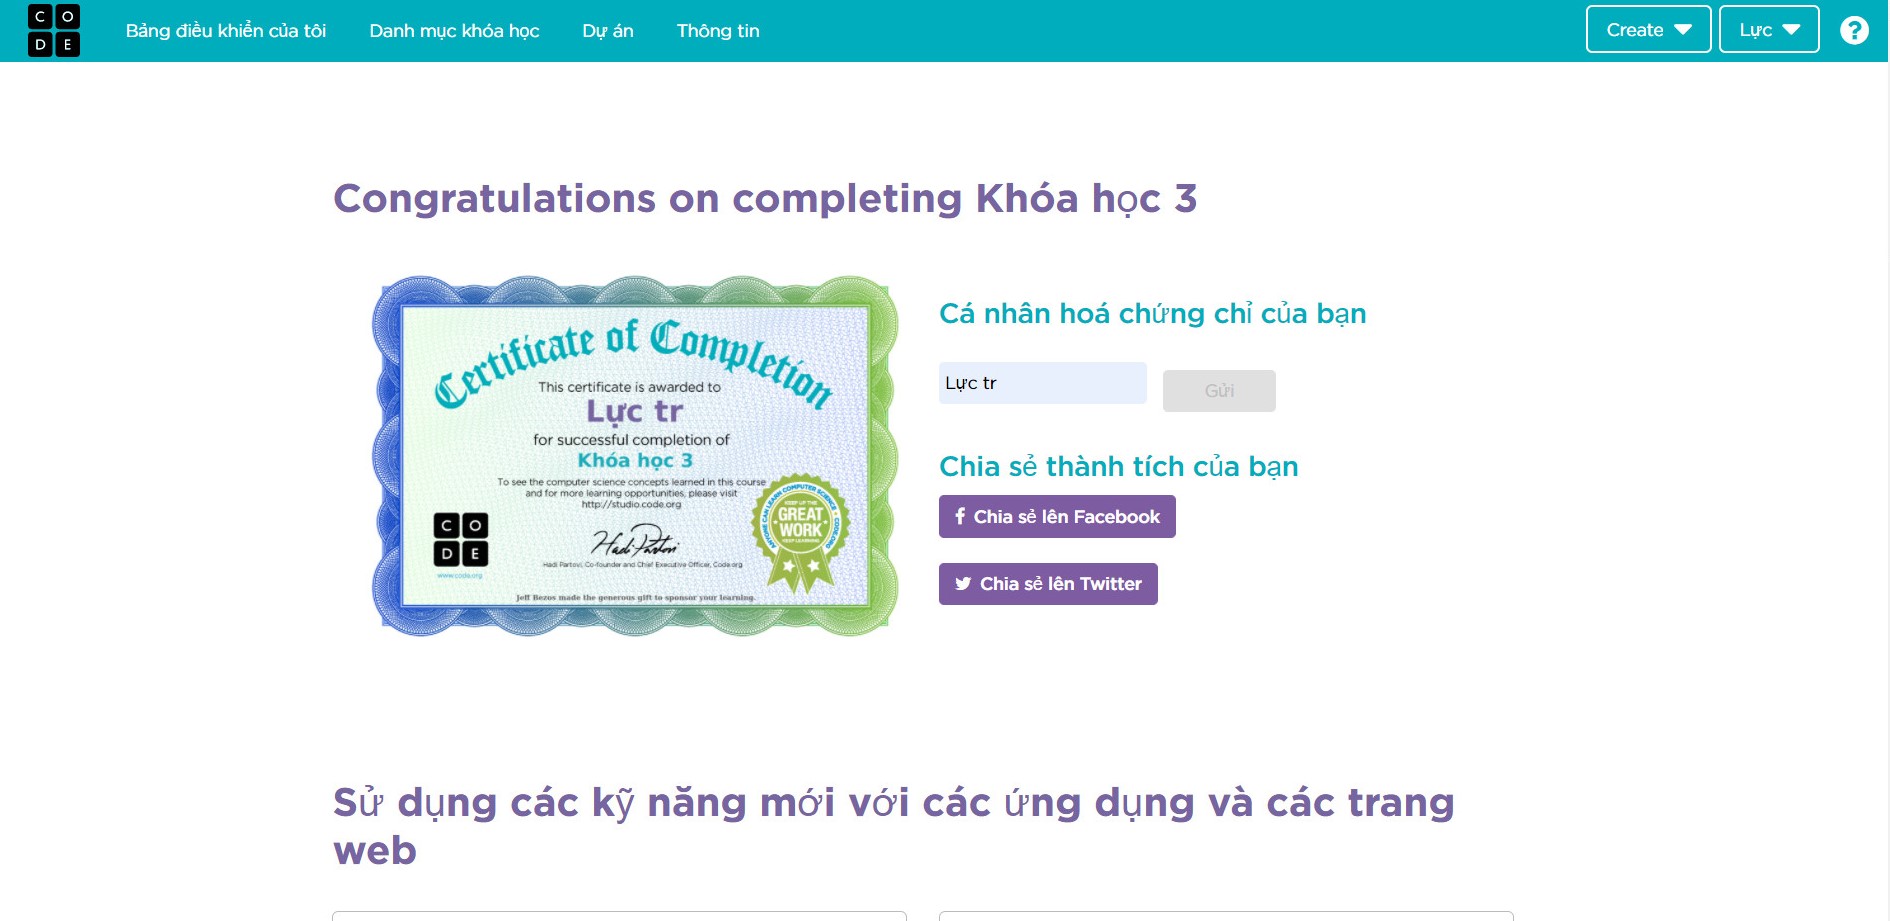 CODE
Bảng điều khiển của tôi
Danh mục khóa học
Dự án
Thông tin
Create
Lực
?
Congratulations on completing Khóa học 3
Certificate of Completion
This certificate is awarded to
Lực tr
for successful completion of
Khóa học 3
To see the computer science concepts learned in this course
and for more learning opportunities, please visit
http://studio.code.org
CODE
www.code.org
Hadi Partovi
Hadi Partovi, Co-founder and Chief Executive Officer, Code.org
ANYONE CAN LEARN COMPUTER SCIENCE • CODE.ORG
KEEP UP THE
GREAT
WORK
KEEP LEARNING
Jeff Bezos made the generous gift to sponsor your learning.
Cá nhân hoá chứng chỉ của bạn
Lực tr
Gửi
Chia sẻ thành tích của bạn
Chia sẻ lên Facebook
Chia sẻ lên Twitter
Sử dụng các kỹ năng mới với các ứng dụng và các trang
web